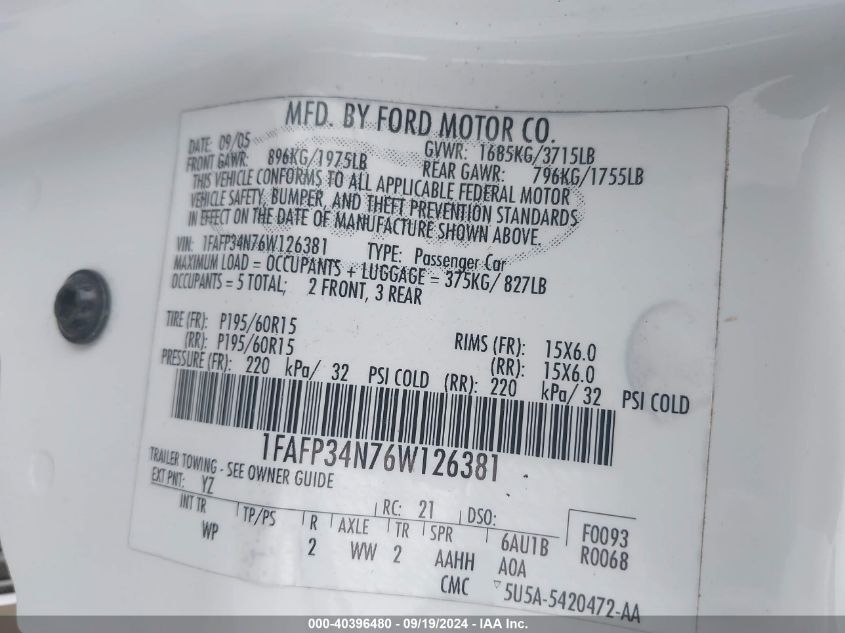 MFD. BY FORD MOTOR CO.
DATE: 09/05 GVWR: 1685KG/3715LB
FRONT GAWR: 896KG/1975LB REAR GAWR: 796KG/1755LB
THIS VEHICLE CONFORMS TO ALL APPLICABLE FEDERAL MOTOR
VEHICLE SAFETY, BUMPER, AND THEFT PREVENTION STANDARDS
IN EFFECT ON THE DATE OF MANUFACTURE SHOWN ABOVE.
VIN: 1FAFP34N76W126381 TYPE: Passenger Car
MAXIMUM LOAD = OCCUPANTS + LUGGAGE = 375KG/ 827LB
OCCUPANTS = 5 TOTAL; 2 FRONT, 3 REAR
TIRE (FR): P195/60R15 RIMS (FR): 15X6.0
(RR): P195/60R15 (RR): 15X6.0
PRESSURE (FR): 220 kPa/ 32 PSI COLD (RR): 220 kPa/ 32 PSI COLD
1FAFP34N76W126381
TRAILER TOWING - SEE OWNER GUIDE
EXT PNT: YZ RC: 21 DSO: F0093
INT TR TP/PS R AXLE TR SPR 6AU1B R0068
WP 2 WW 2 AAHH A0A
CMC 5U5A-5420472-AA
000-40396480 - 09/19/2024 - IAA Inc.